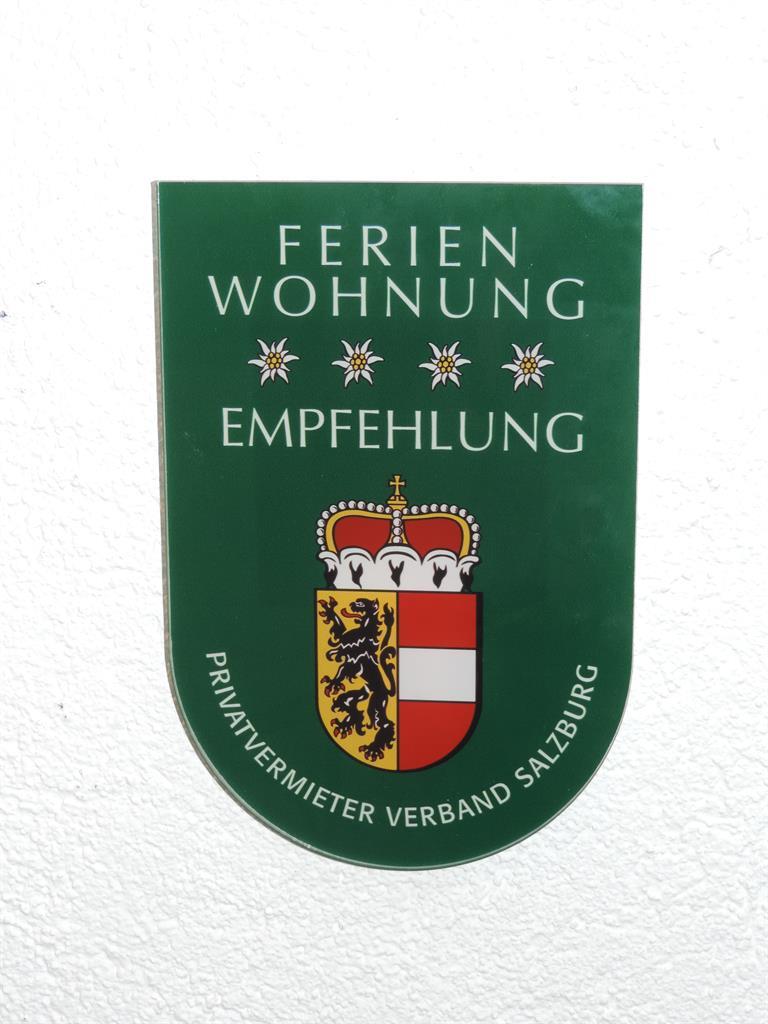 FERIEN
WOHNUNG
EMPFEHLUNG
PRIVATVERMIETER VERBAND SALZBURG